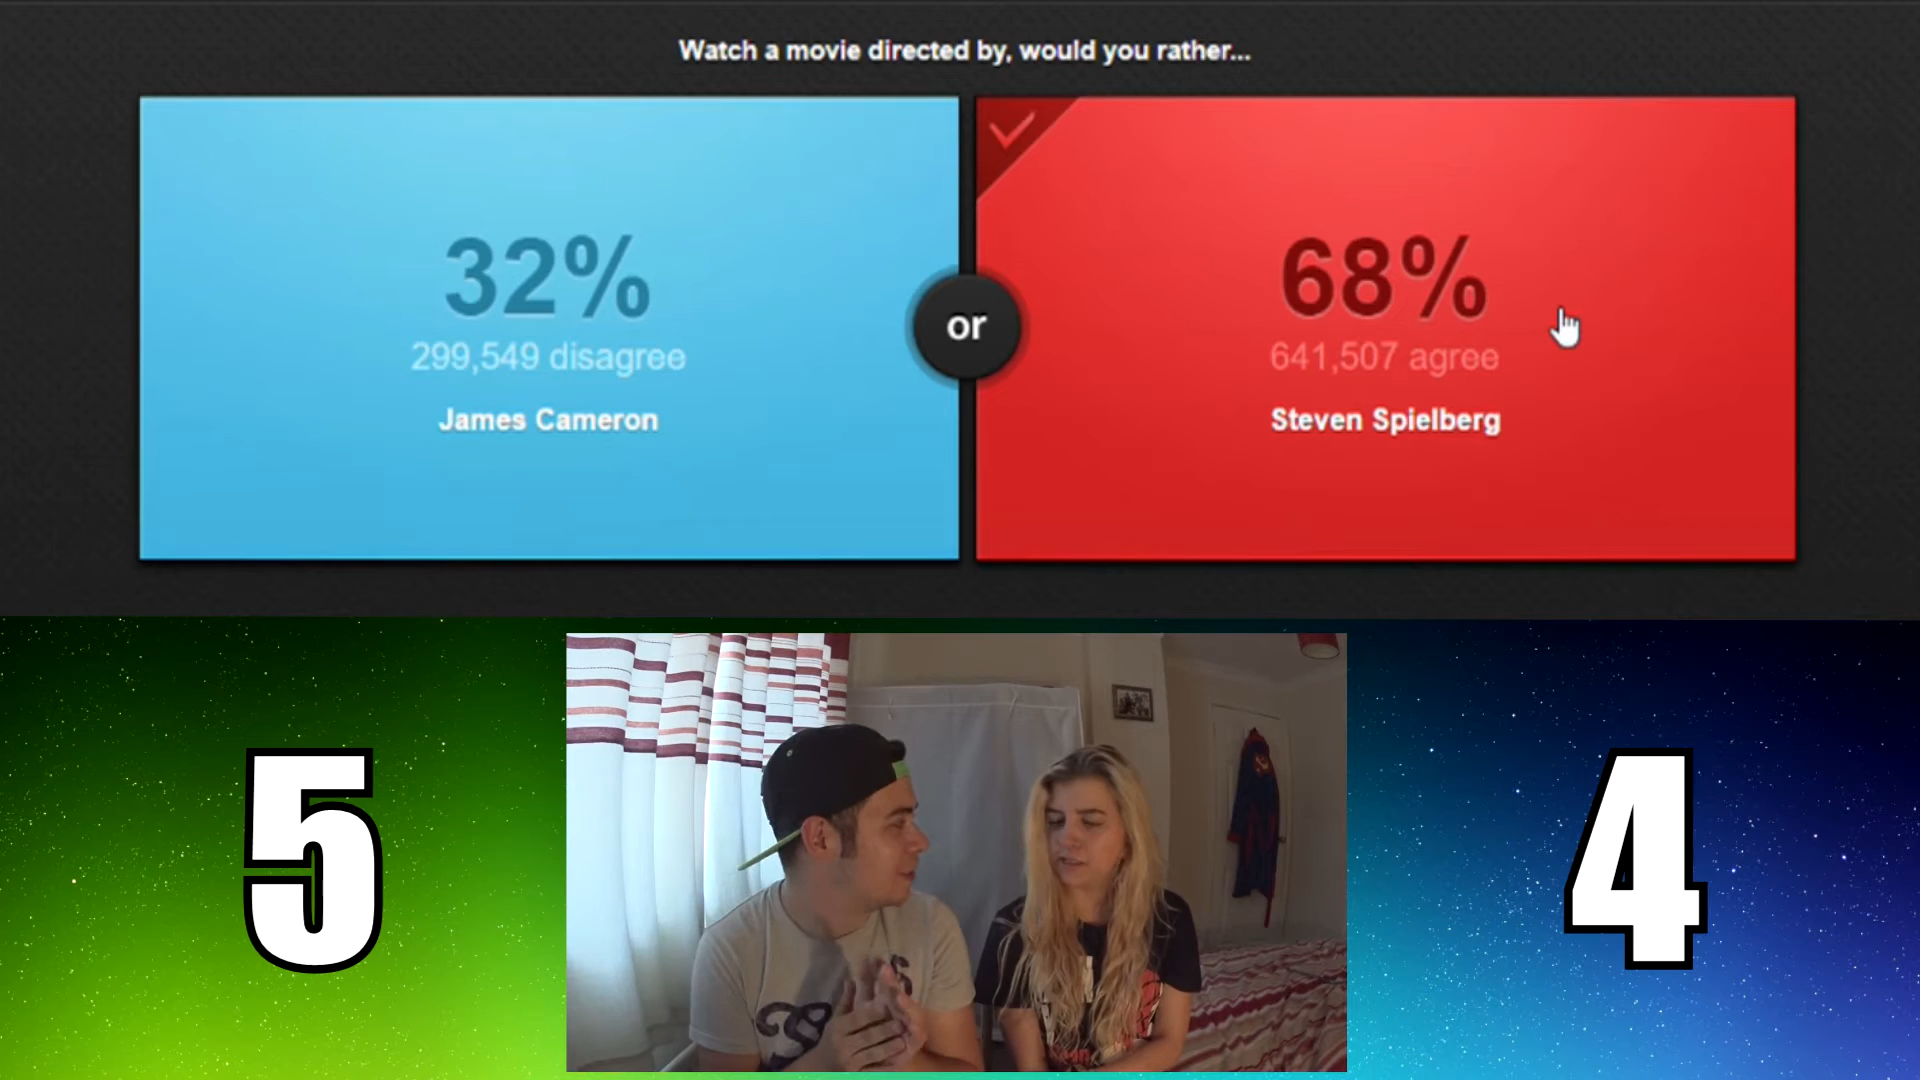 Watch a movie directed by, would you rather...
32%
299,549 disagree
James Cameron
or
68%
641,507 agree
Steven Spielberg
5
4